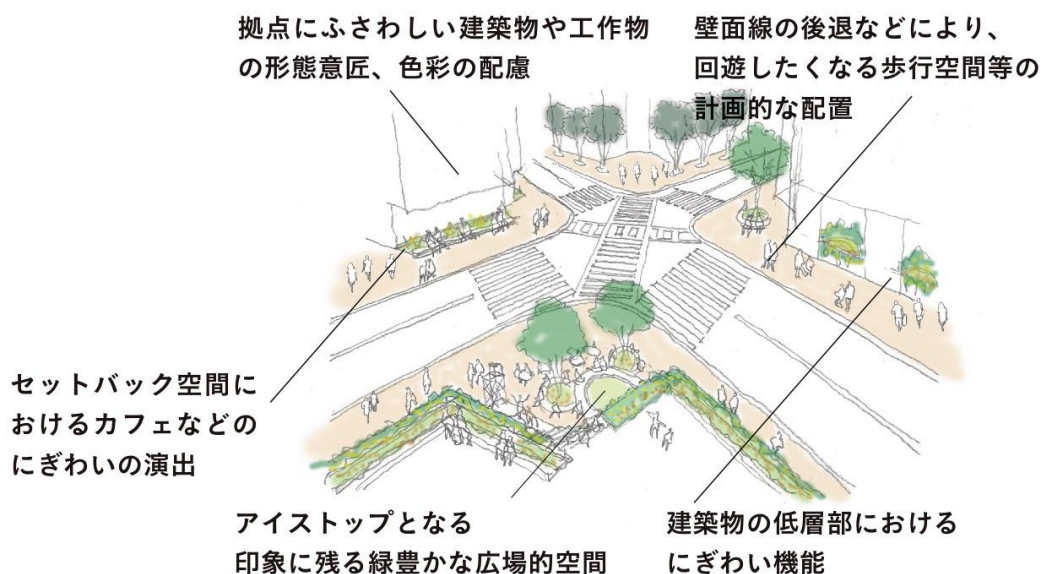 拠点にふさわしい建築物や工作物
の形態意匠、色彩の配慮
壁面線の後退などにより、
回遊したくなる歩行空間等の
計画的な配置
セットバック空間に
おけるカフェなどの
にぎわいの演出
アイストップとなる
印象に残る緑豊かな広場的空間
建築物の低層部における
にぎわい機能